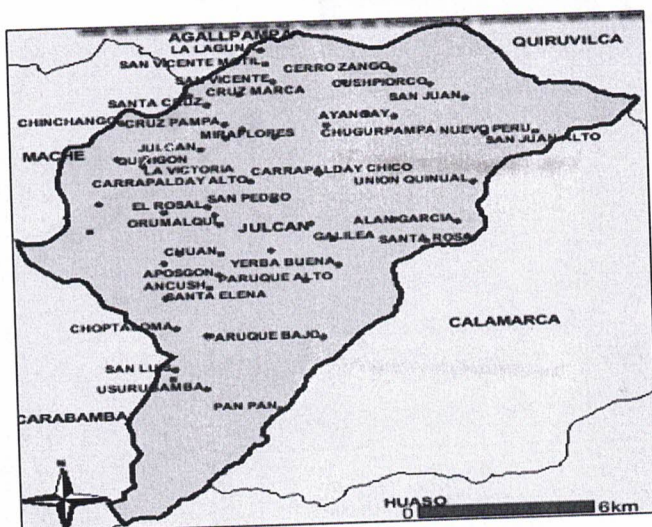 AGALLPAMPA
QUIRUVILCA
LA LAGUN
SAN VICENTE MOTIL
CERRO ZANGO
SAN VICENTE
CUSHPIORCO
CRUZ MARCA
SAN JUAN
SANTA CRUZ
CHINCHANGO
CRUZ PAMPA
AYANGAY
MIRAFLORES
CHUGURPAMPA
NUEVO PERU
SAN JUAN ALTO
MACHE
JULCAN
LA VICTORIA
CARRAPALDAY CHICO
CARRAPALDAY ALTO
UNION QUINUAL
EL ROSAL
SAN PEDRO
ORUMALQUI
JULCAN
ALAN GARCIA
GALILEA
SANTA ROSA
CHUAN
YERBA BUENA
APOSGON
PARUQUE ALTO
ANCUSH
SANTA ELENA
CHOPTALOMA
PARUQUE BAJO
CALAMARCA
SAN LUIS
USURUBAMBA
CARABAMBA
PAN PAN
N
HUASO
0 6km